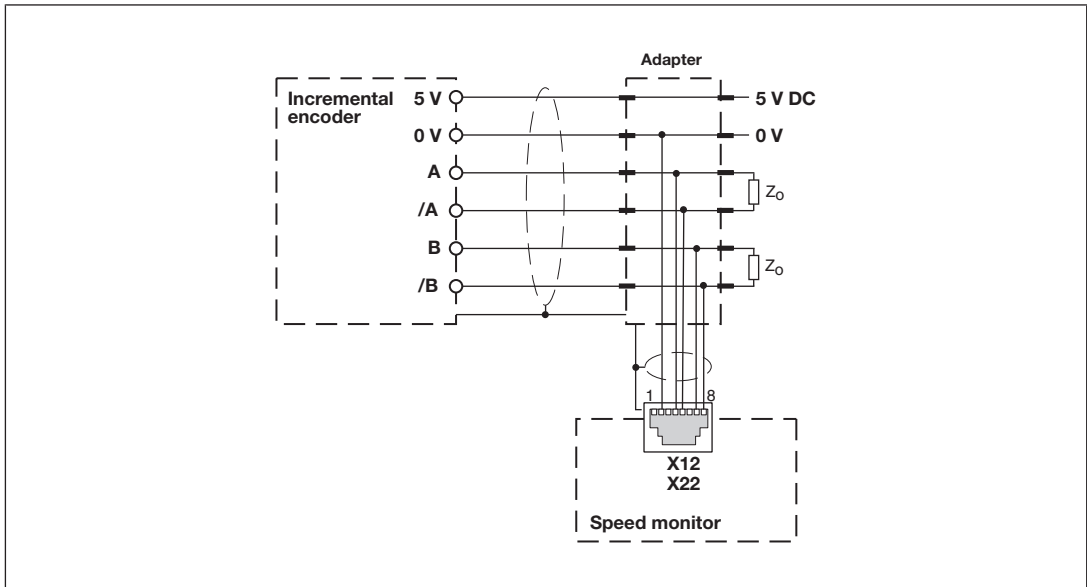 Adapter
Incremental
encoder
5 V
5 V DC
0 V
0 V
A
Zo
/A
B
Zo
/B
1 8
X12
X22
Speed monitor